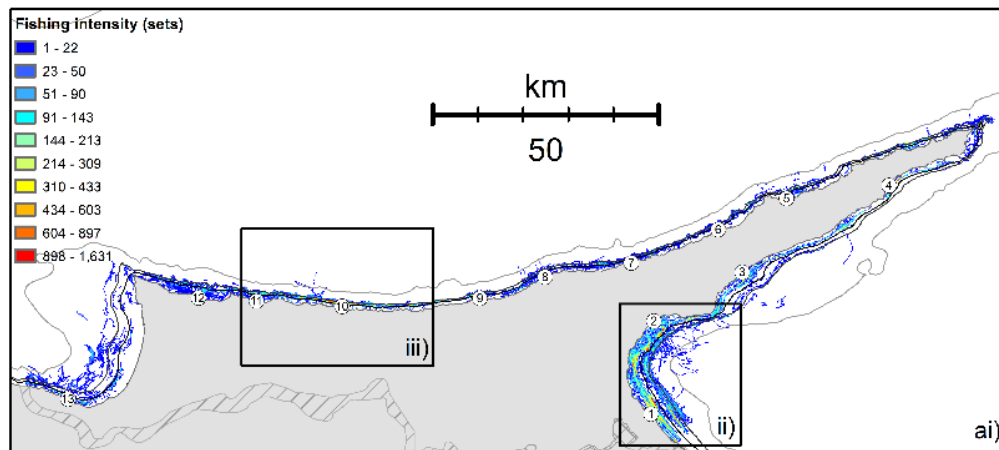 Fishing intensity (sets)
1 - 22
23 - 50
51 - 90
91 - 143
144 - 213
214 - 309
310 - 433
434 - 603
604 - 897
898 - 1,631
km
50
4
5
6
7
3
8
9
12
11
10
2
iii)
13
1
ii)
ai)